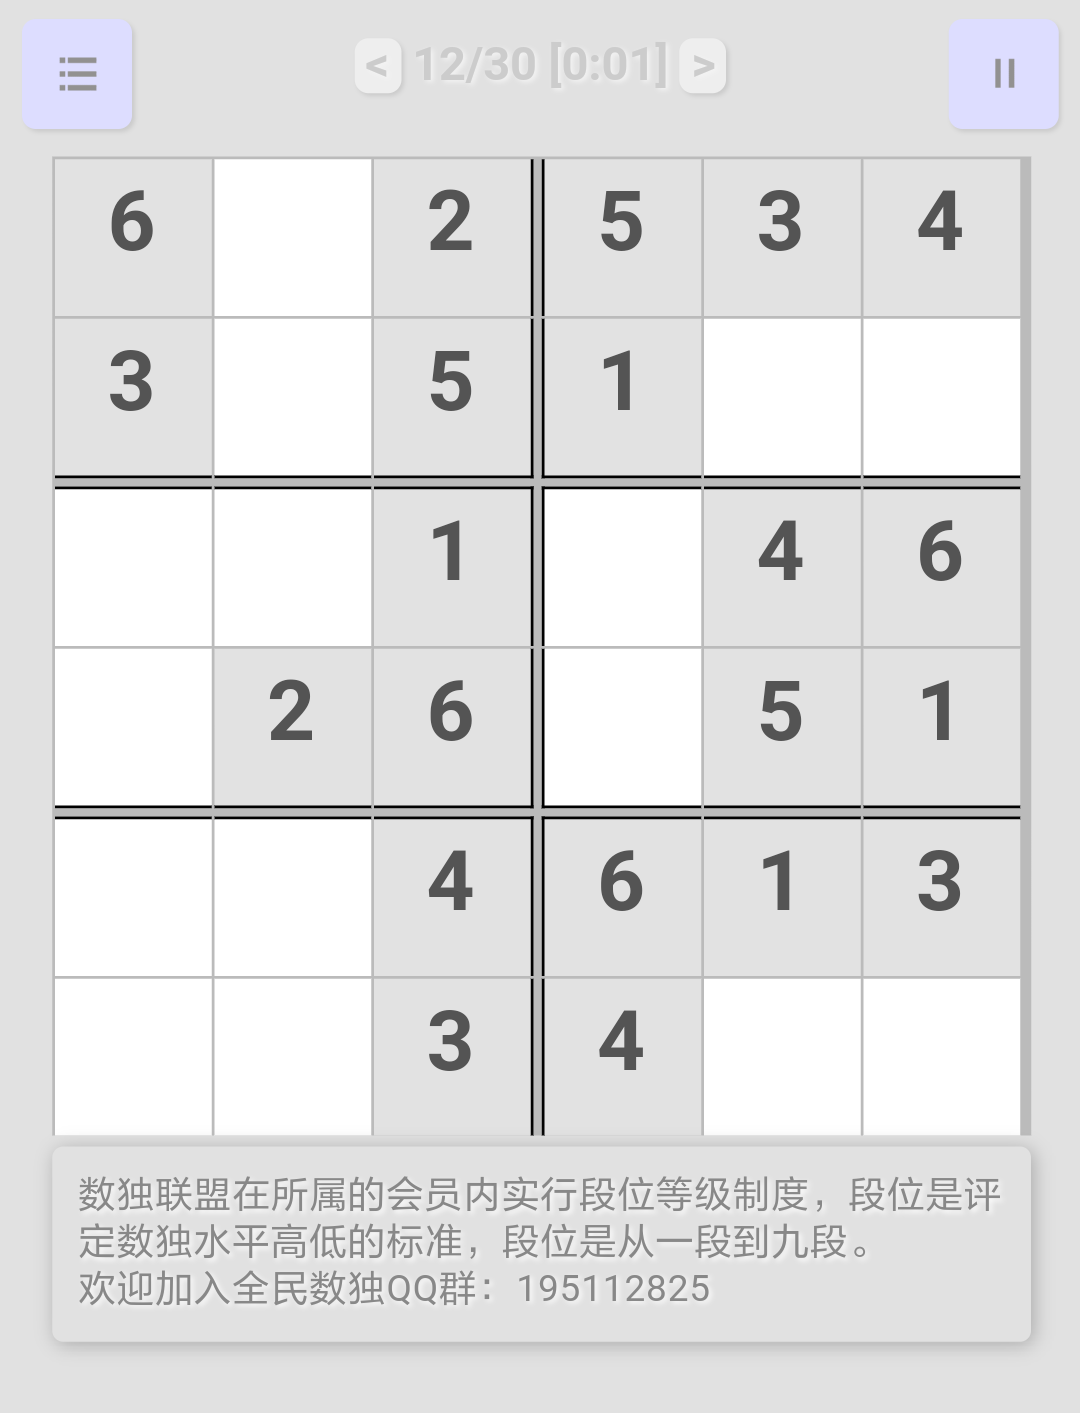 < 12/30 [0:01] >
6 2 5 3 4
3 5 1
1 4 6
2 6 5 1
4 6 1 3
3 4
数独联盟在所属的会员内实行段位等级制度，段位是评
定数独水平高低的标准，段位是从一段到九段。
欢迎加入全民数独QQ群：195112825